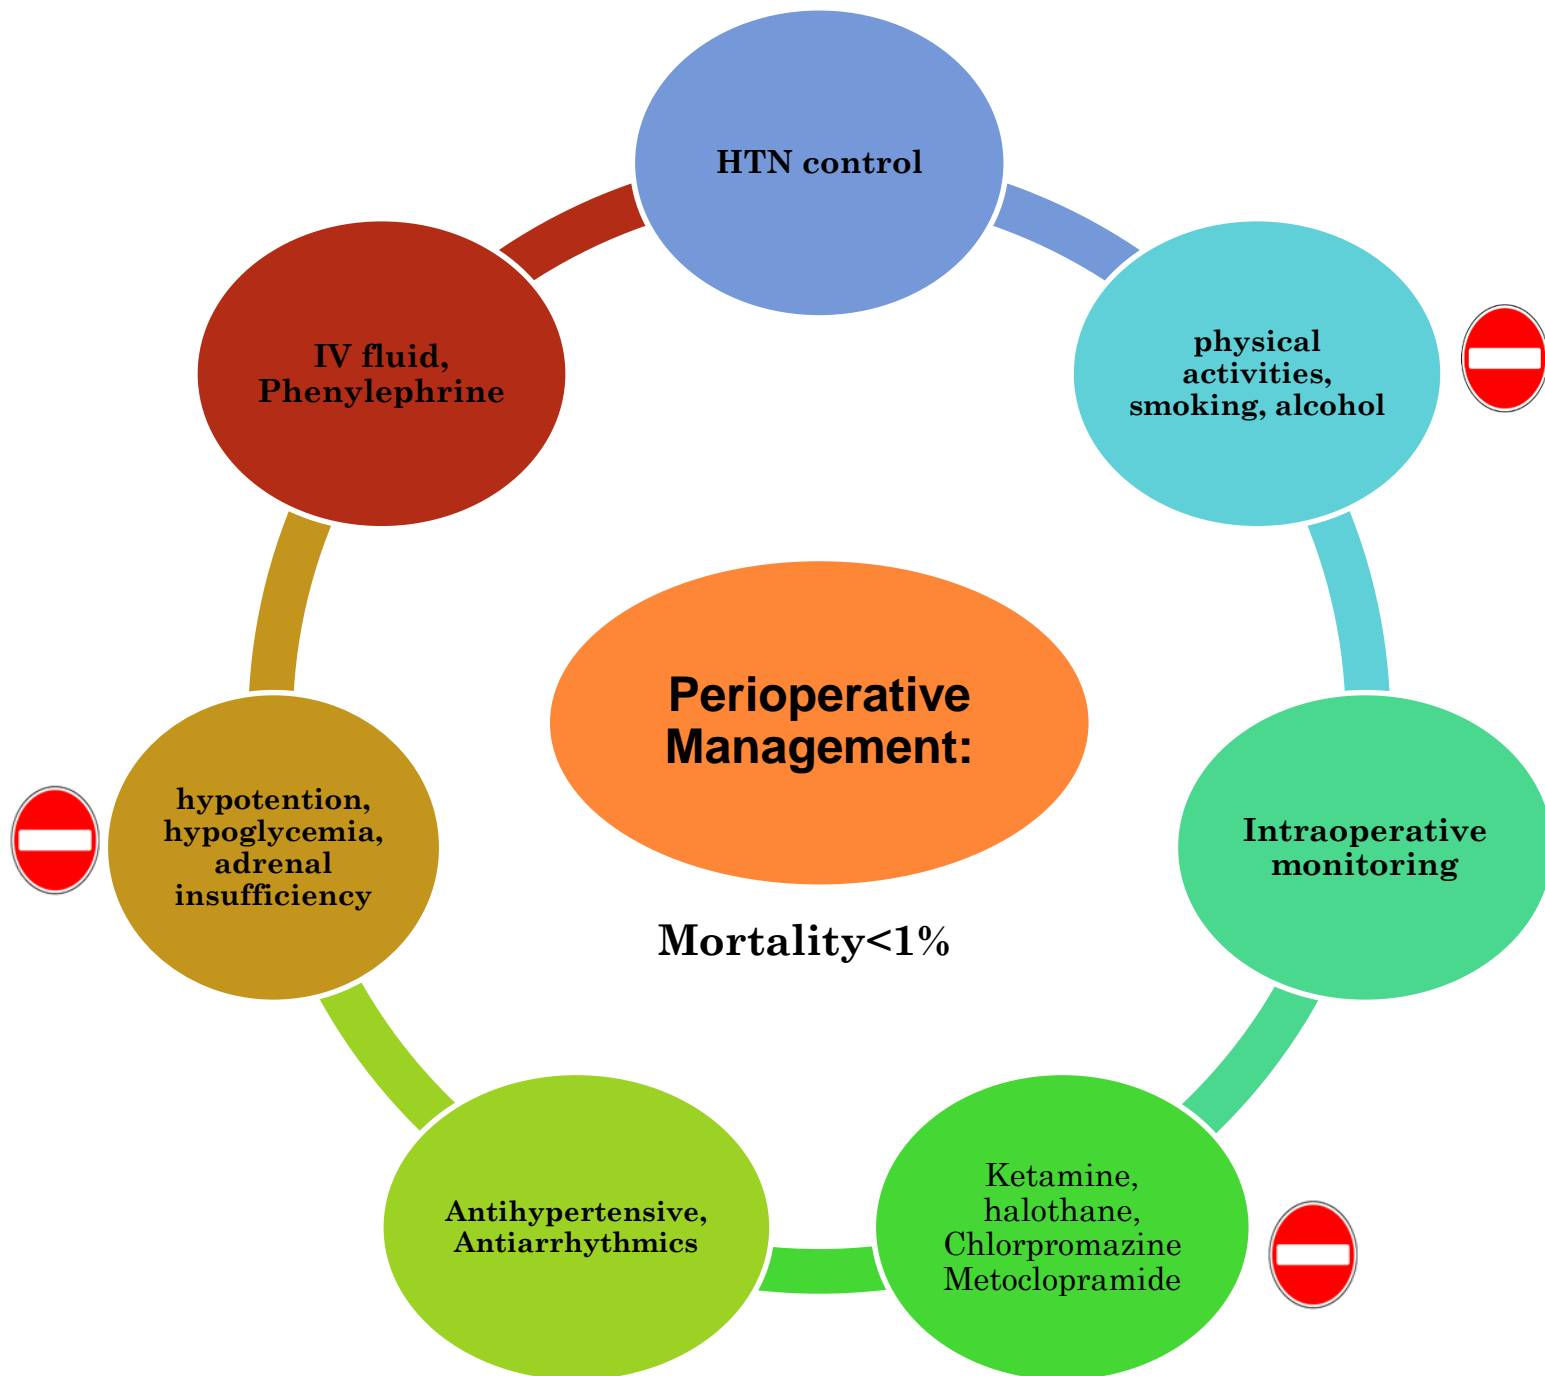 HTN control
physical
activities,
smoking, alcohol
Intraoperative
monitoring
Ketamine,
halothane,
Chlorpromazine
Metoclopramide
Antihypertensive,
Antiarrhythmics
hypotention,
hypoglycemia,
adrenal
insufficiency
IV fluid,
Phenylephrine
Perioperative
Management:
Mortality<1%